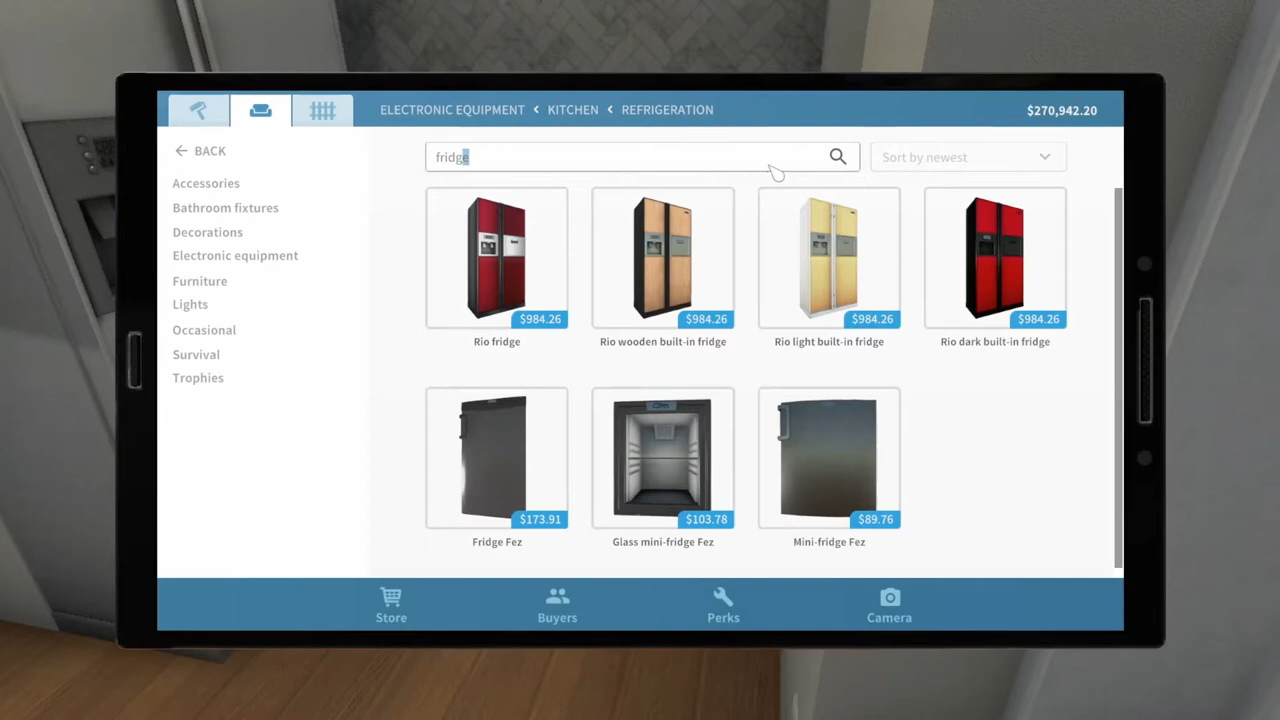 ELECTRONIC EQUIPMENT < KITCHEN < REFRIGERATION
$270,942.20
BACK
fridge
Sort by newest
Accessories
Bathroom fixtures
Decorations
Electronic equipment
Furniture
Lights
Occasional
Survival
Trophies
$984.26
$984.26
$984.26
$984.26
Rio fridge
Rio wooden built-in fridge
Rio light built-in fridge
Rio dark built-in fridge
$173.91
$103.78
$89.76
Fridge Fez
Glass mini-fridge Fez
Mini-fridge Fez
Store
Buyers
Perks
Camera